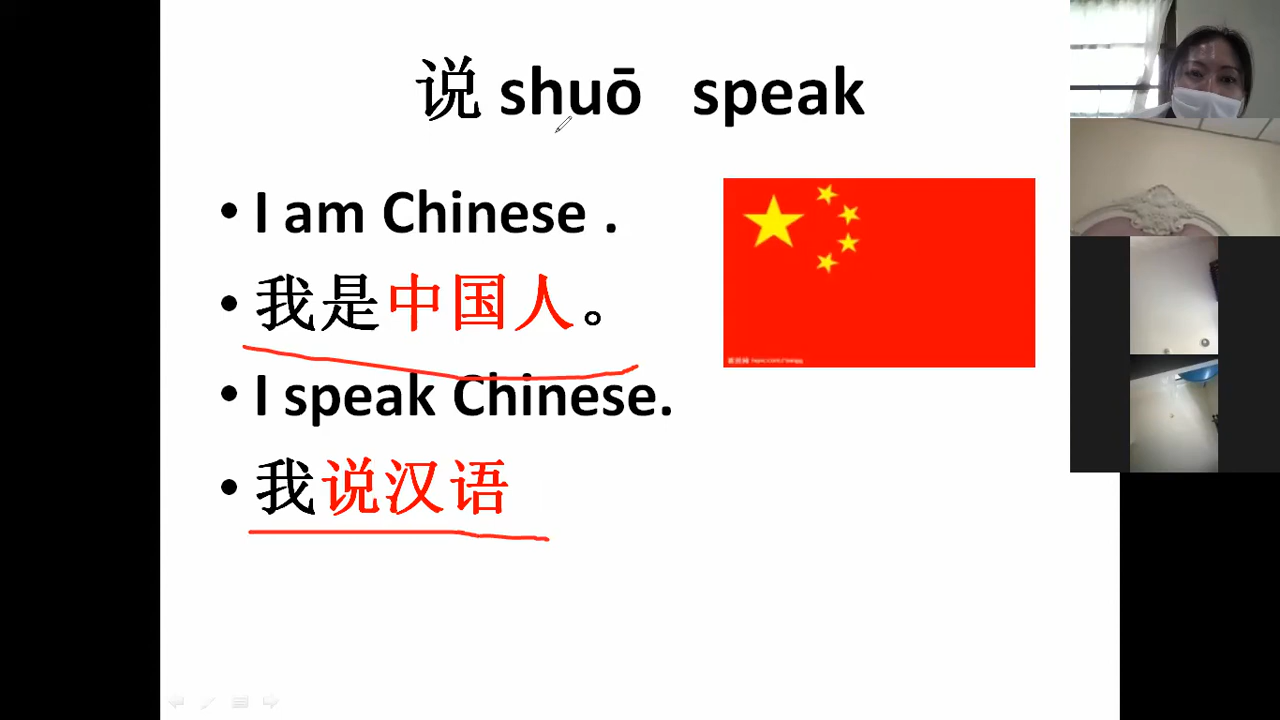 说 shuō speak
• I am Chinese .
• 我是中国人。
• I speak Chinese.
• 我说汉语